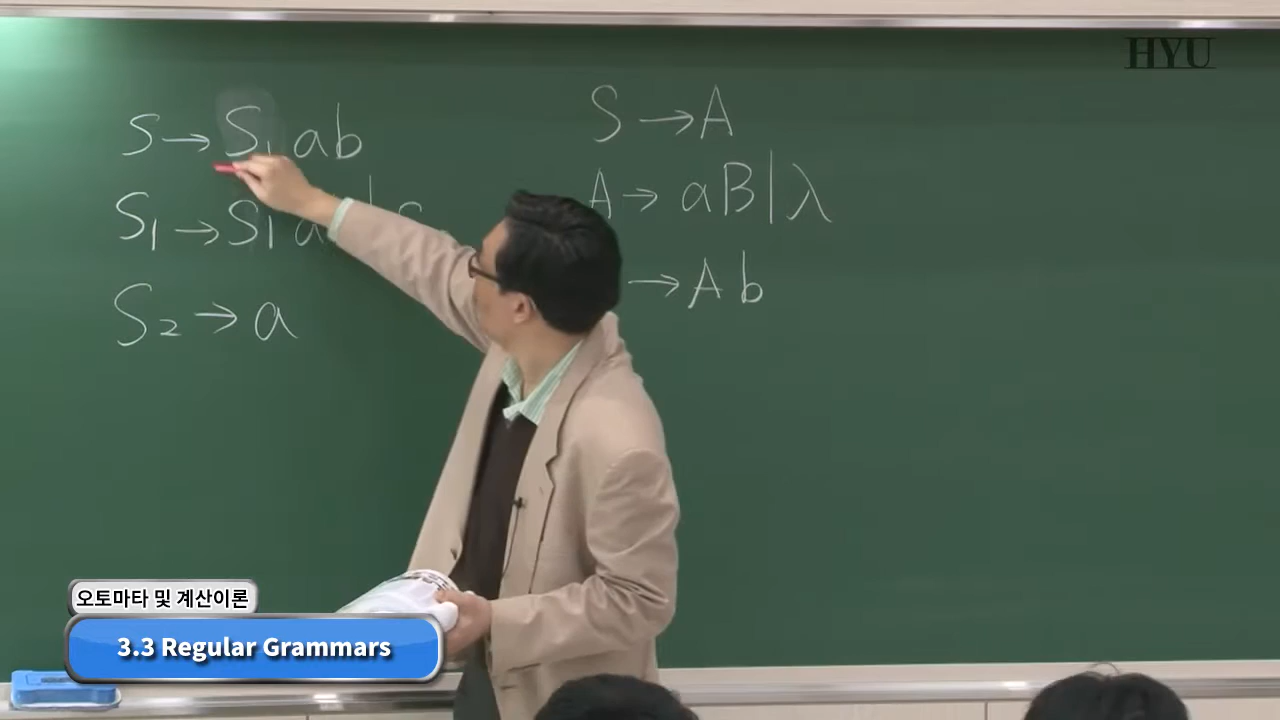 HYU
S → S₁ ab
S₁ → S₁ a
S₂ → a
S → A
A → aB | λ
→ A b
오토마타 및 계산이론
3.3 Regular Grammars